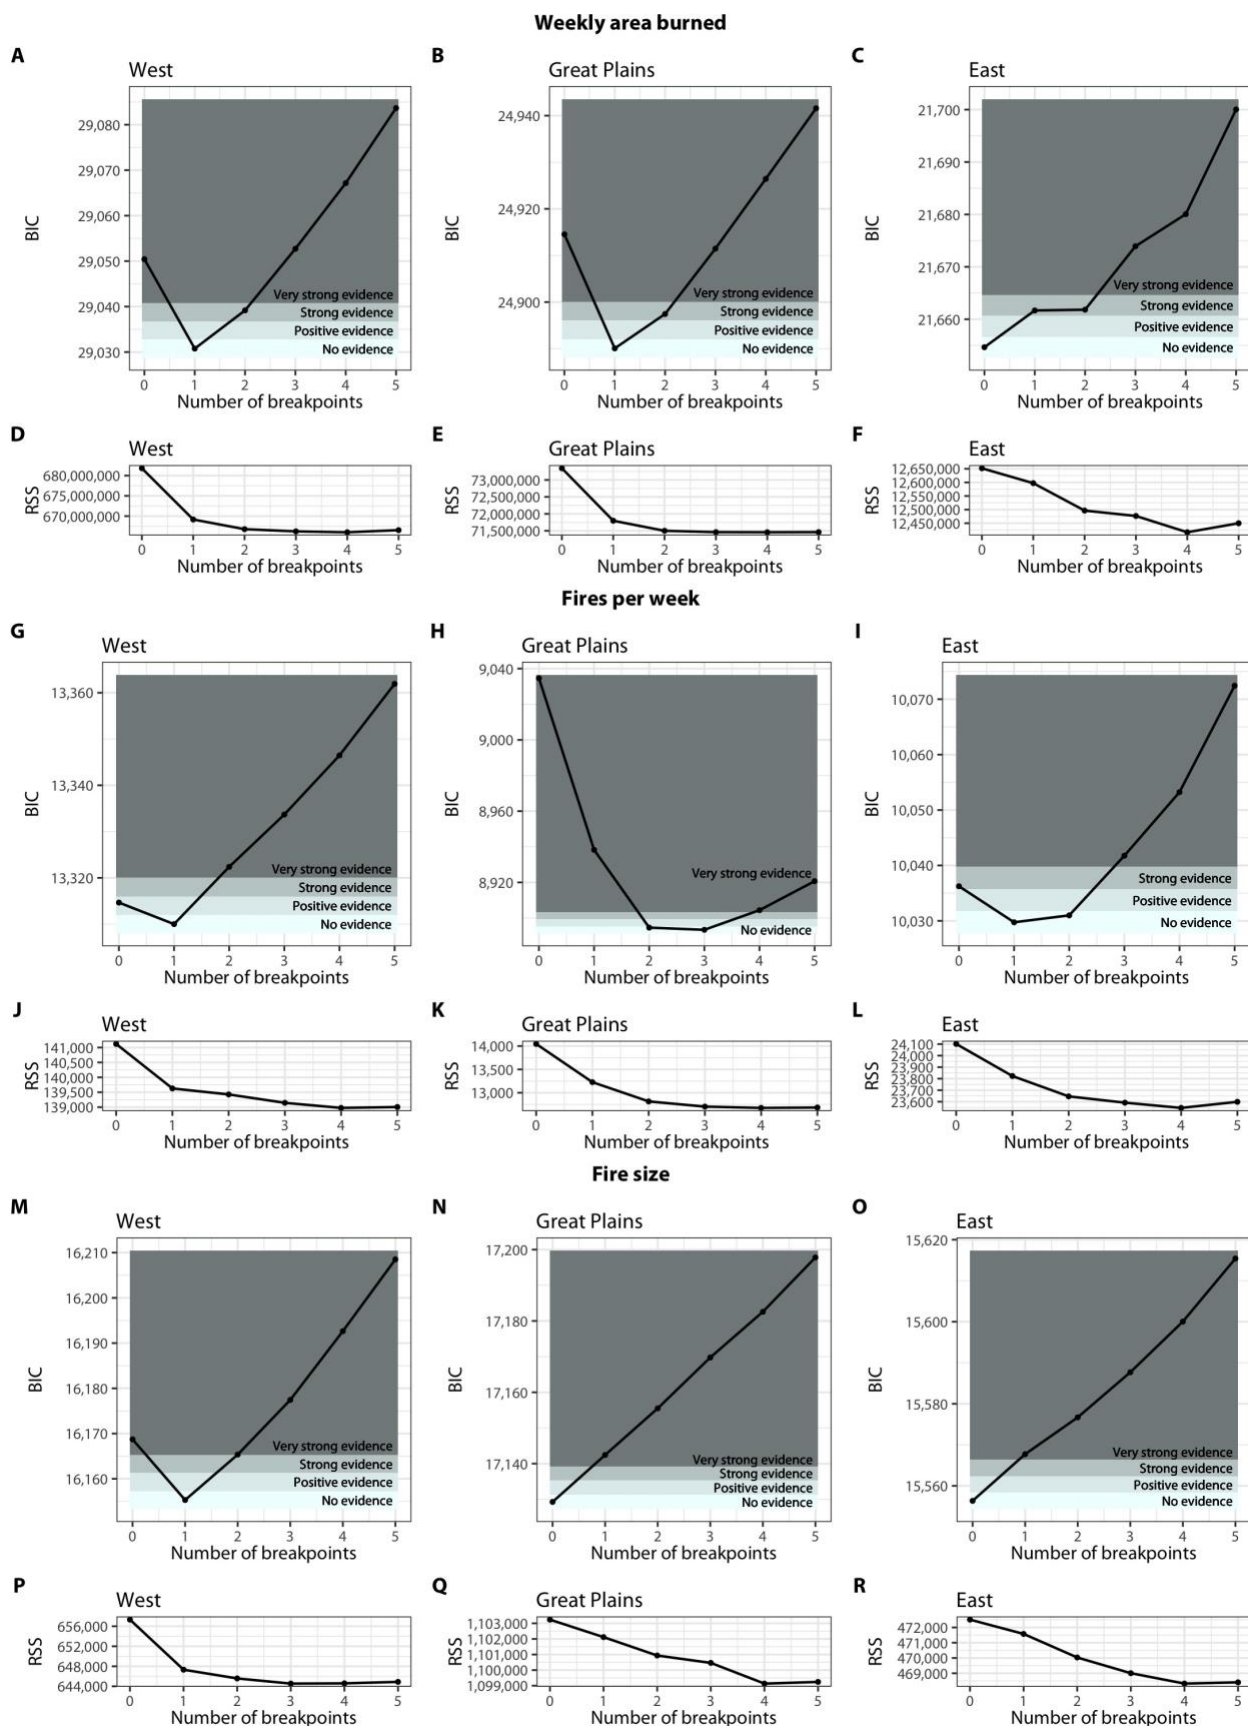 Weekly area burned
A B C
West Great Plains East
29,080
29,070
29,060
29,050
29,040
29,030
BIC
Very strong evidence
Strong evidence
Positive evidence
No evidence
0 1 2 3 4 5
Number of breakpoints
24,940
24,920
24,900
BIC
Very strong evidence
Strong evidence
Positive evidence
No evidence
0 1 2 3 4 5
Number of breakpoints
21,700
21,690
21,680
21,670
21,660
BIC
Very strong evidence
Strong evidence
Positive evidence
No evidence
0 1 2 3 4 5
Number of breakpoints
D E F
West Great Plains East
680,000,000
675,000,000
670,000,000
RSS
0 1 2 3 4 5
Number of breakpoints
73,000,000
72,500,000
72,000,000
71,500,000
RSS
0 1 2 3 4 5
Number of breakpoints
12,650,000
12,600,000
12,550,000
12,500,000
12,450,000
RSS
0 1 2 3 4 5
Number of breakpoints
Fires per week
G H I
West Great Plains East
13,360
13,340
13,320
BIC
Very strong evidence
Strong evidence
Positive evidence
No evidence
0 1 2 3 4 5
Number of breakpoints
9,040
9,000
8,960
8,920
BIC
Very strong evidence
No evidence
0 1 2 3 4 5
Number of breakpoints
10,070
10,060
10,050
10,040
10,030
BIC
Strong evidence
Positive evidence
No evidence
0 1 2 3 4 5
Number of breakpoints
J K L
West Great Plains East
141,000
140,500
140,000
139,500
139,000
RSS
0 1 2 3 4 5
Number of breakpoints
14,000
13,000
RSS
0 1 2 3 4 5
Number of breakpoints
24,100
24,000
23,900
23,800
23,700
23,600
RSS
0 1 2 3 4 5
Number of breakpoints
Fire size
M N O
West Great Plains East
16,210
16,200
16,190
16,180
16,170
16,160
BIC
Very strong evidence
Strong evidence
Positive evidence
No evidence
0 1 2 3 4 5
Number of breakpoints
17,200
17,180
17,160
17,140
BIC
Very strong evidence
Strong evidence
Positive evidence
No evidence
0 1 2 3 4 5
Number of breakpoints
15,620
15,600
15,580
15,560
BIC
Very strong evidence
Strong evidence
Positive evidence
No evidence
0 1 2 3 4 5
Number of breakpoints
P Q R
West Great Plains East
656,000
652,000
648,000
644,000
RSS
0 1 2 3 4 5
Number of breakpoints
1,103,000
1,102,000
1,101,000
1,100,000
1,099,000
RSS
0 1 2 3 4 5
Number of breakpoints
472,000
471,000
470,000
469,000
RSS
0 1 2 3 4 5
Number of breakpoints